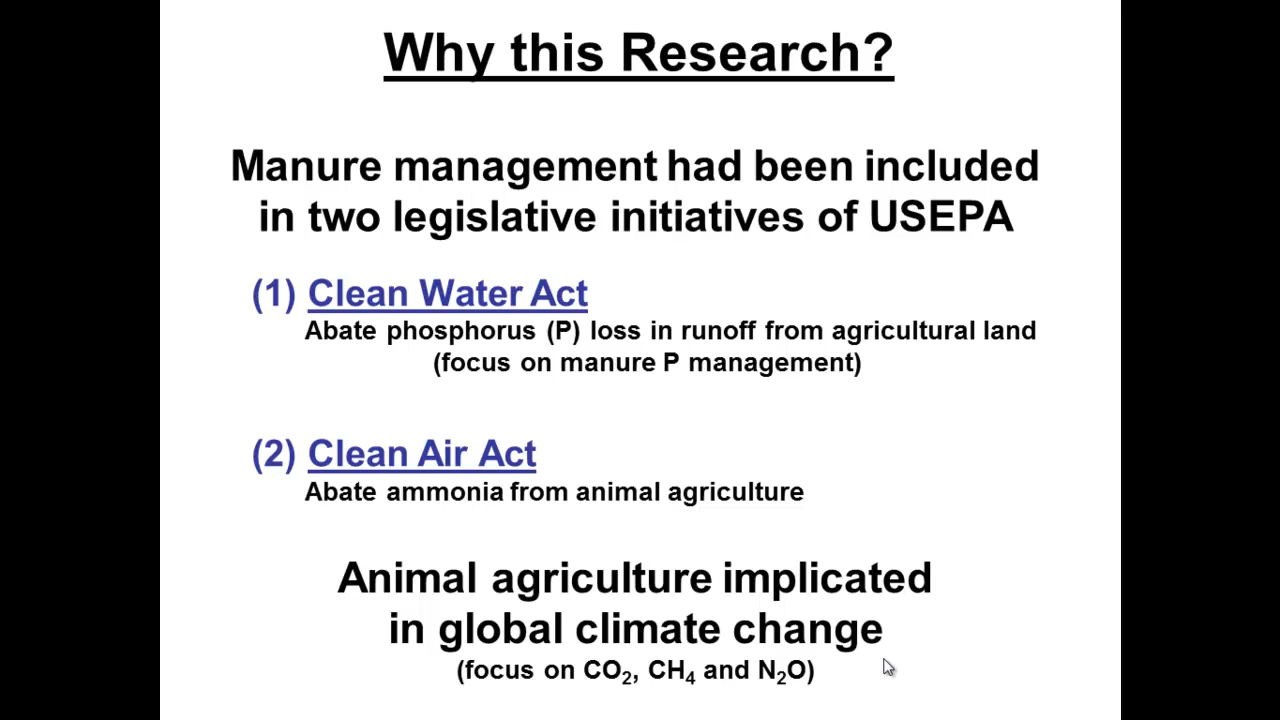 Why this Research?
Manure management had been included
in two legislative initiatives of USEPA
(1) Clean Water Act
Abate phosphorus (P) loss in runoff from agricultural land
(focus on manure P management)
(2) Clean Air Act
Abate ammonia from animal agriculture
Animal agriculture implicated
in global climate change
(focus on CO₂, CH₄ and N₂O)